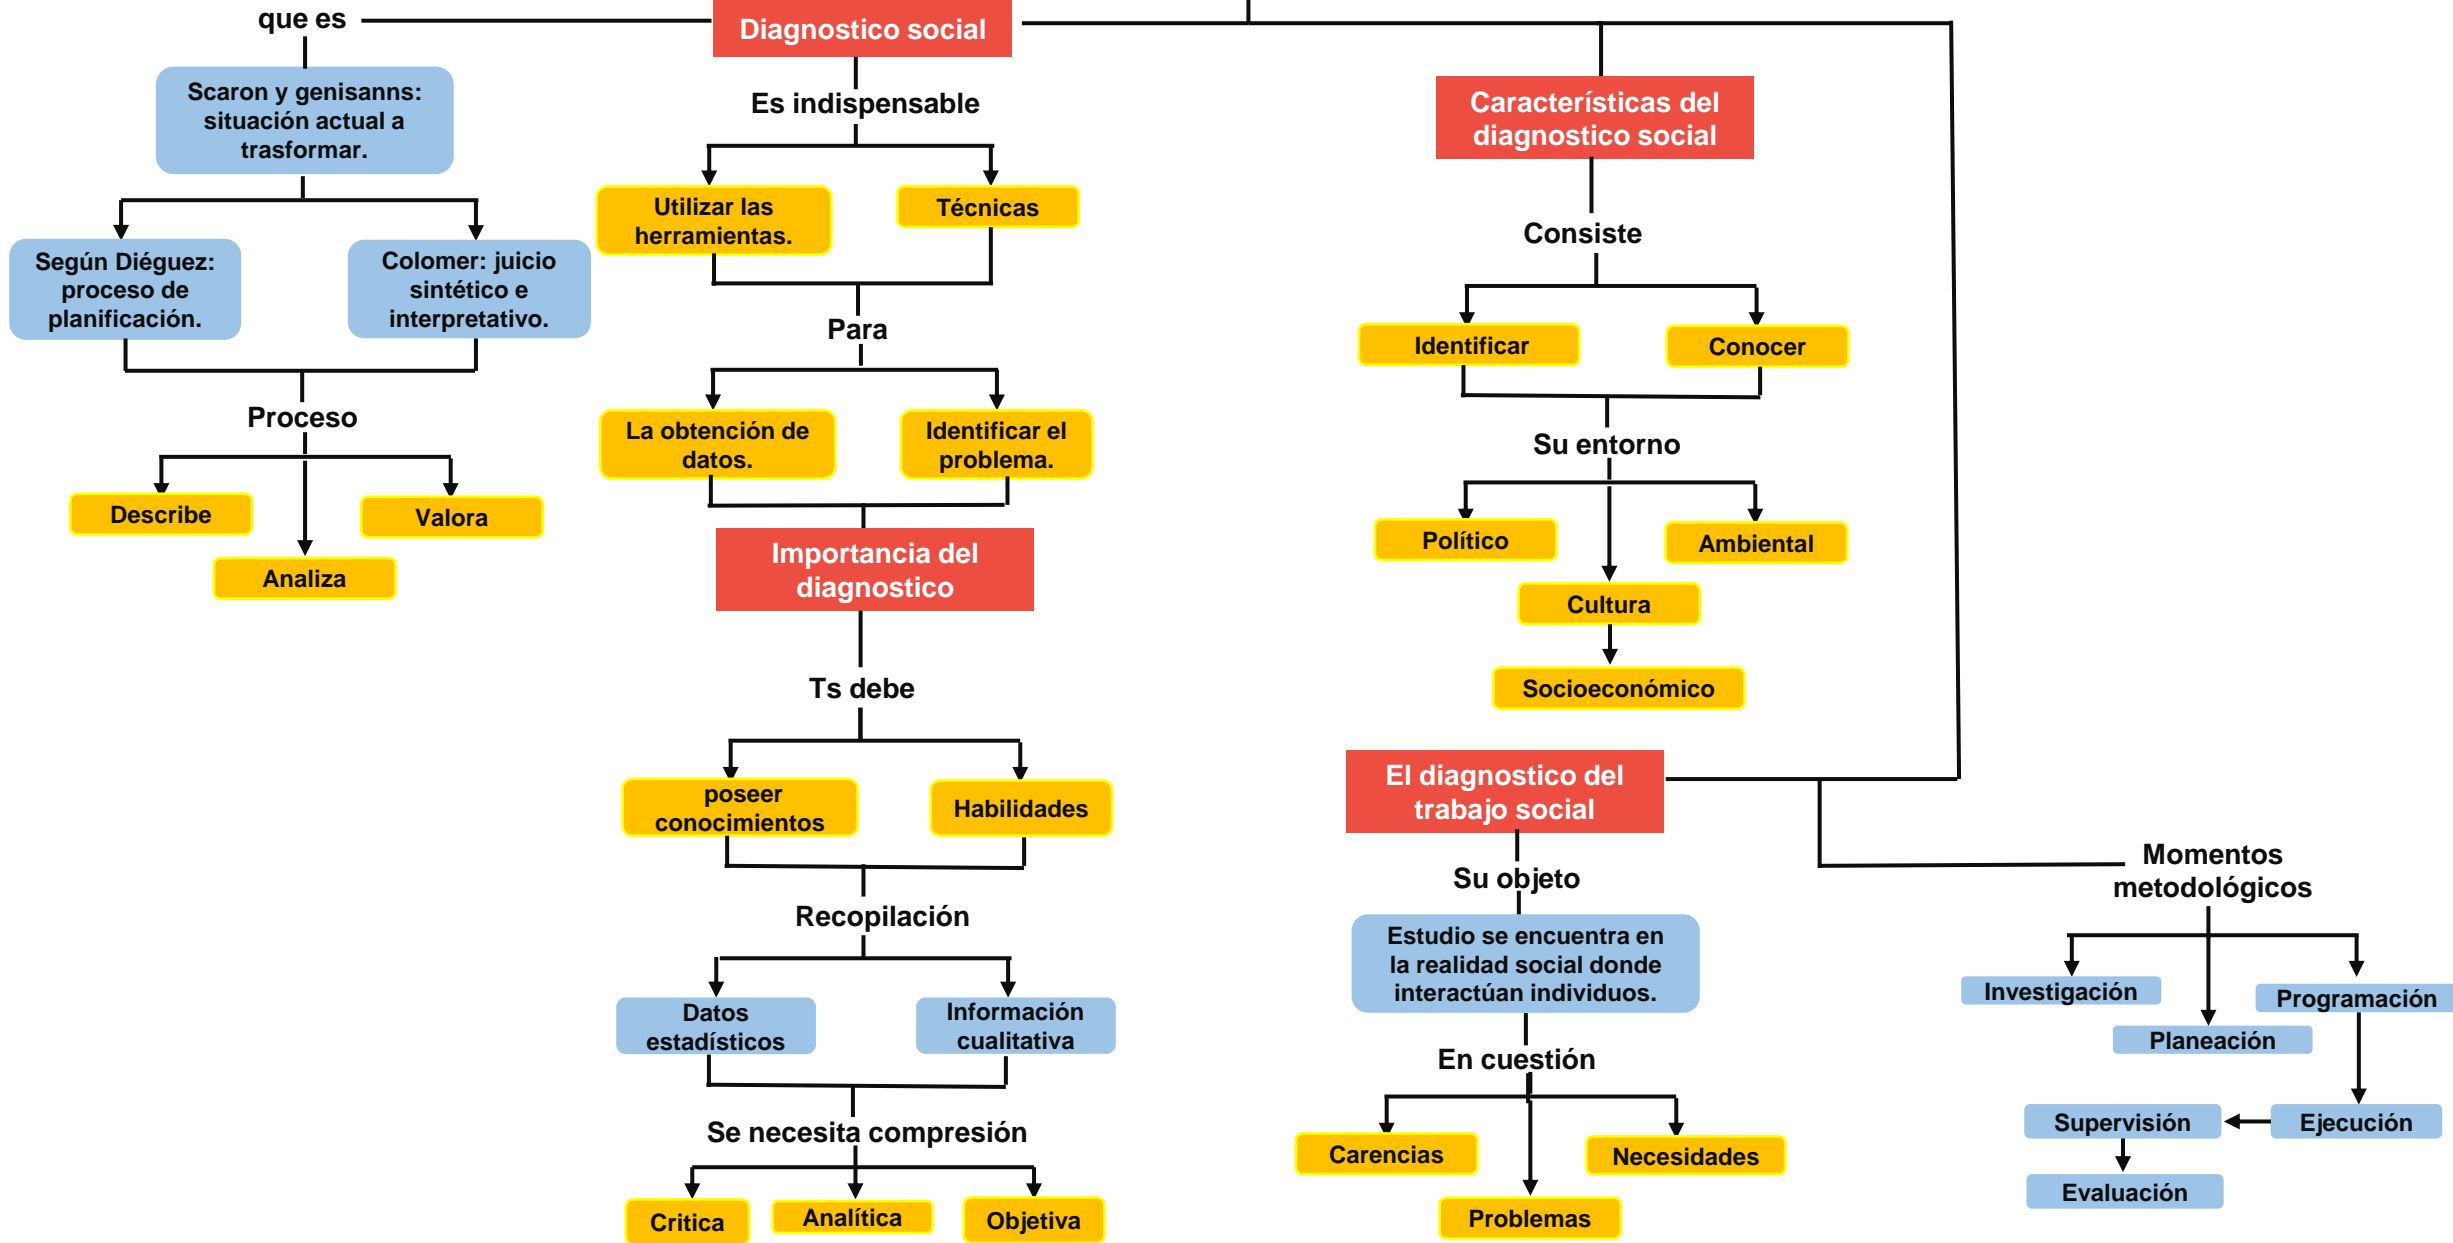 que es
Diagnostico social
Scaron y genisanns:
situación actual a
trasformar.
Según Diéguez:
proceso de
planificación.
Colomer: juicio
sintético e
interpretativo.
Proceso
Describe
Valora
Analiza
Es indispensable
Utilizar las
herramientas.
Técnicas
Para
La obtención de
datos.
Identificar el
problema.
Importancia del
diagnostico
Ts debe
poseer
conocimientos
Habilidades
Recopilación
Datos
estadísticos
Información
cualitativa
Se necesita compresión
Critica
Analítica
Objetiva
Características del
diagnostico social
Consiste
Identificar
Conocer
Su entorno
Político
Ambiental
Cultura
Socioeconómico
El diagnostico del
trabajo social
Su objeto
Estudio se encuentra en
la realidad social donde
interactúan individuos.
En cuestión
Carencias
Necesidades
Problemas
Momentos
metodológicos
Investigación
Programación
Planeación
Supervisión
Ejecución
Evaluación